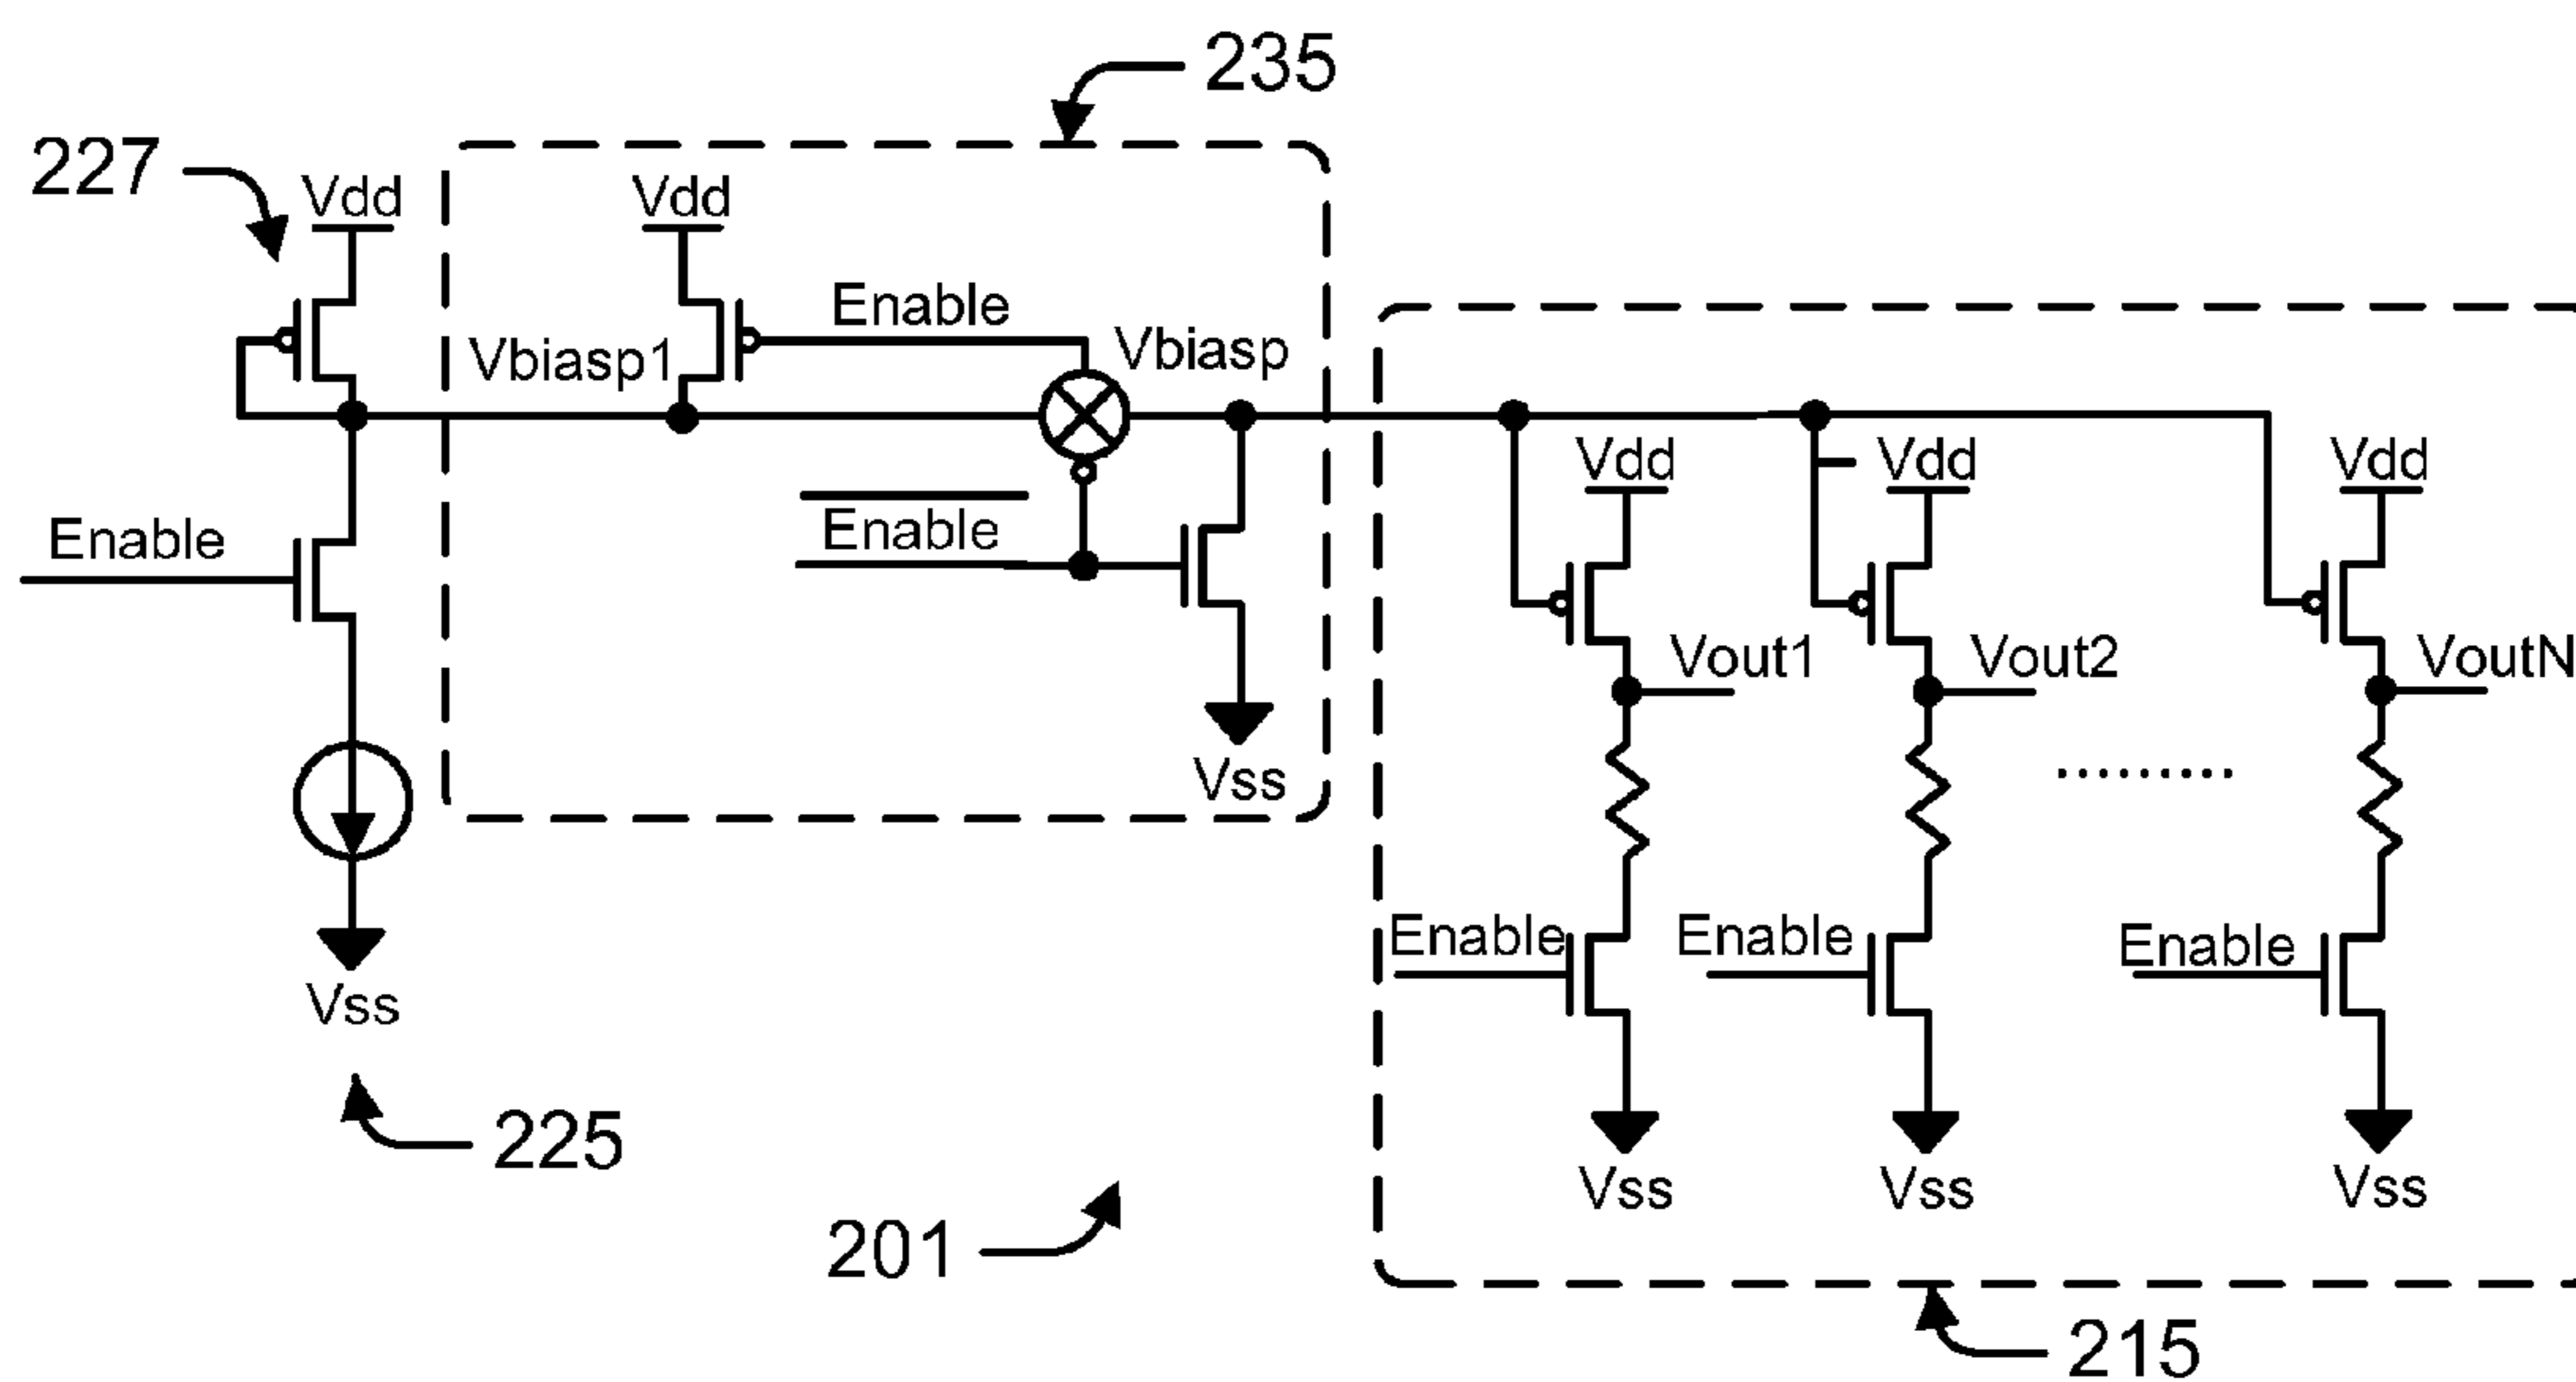 235
227
Vdd
Vdd
Enable
Vbiasp1
Vbiasp
Vdd
Vdd
Vdd
Enable
Enable
Vout1
Vout2
VoutN
Vss
.........
Enable
Enable
Enable
Vss
225
Vss
Vss
Vss
201
215